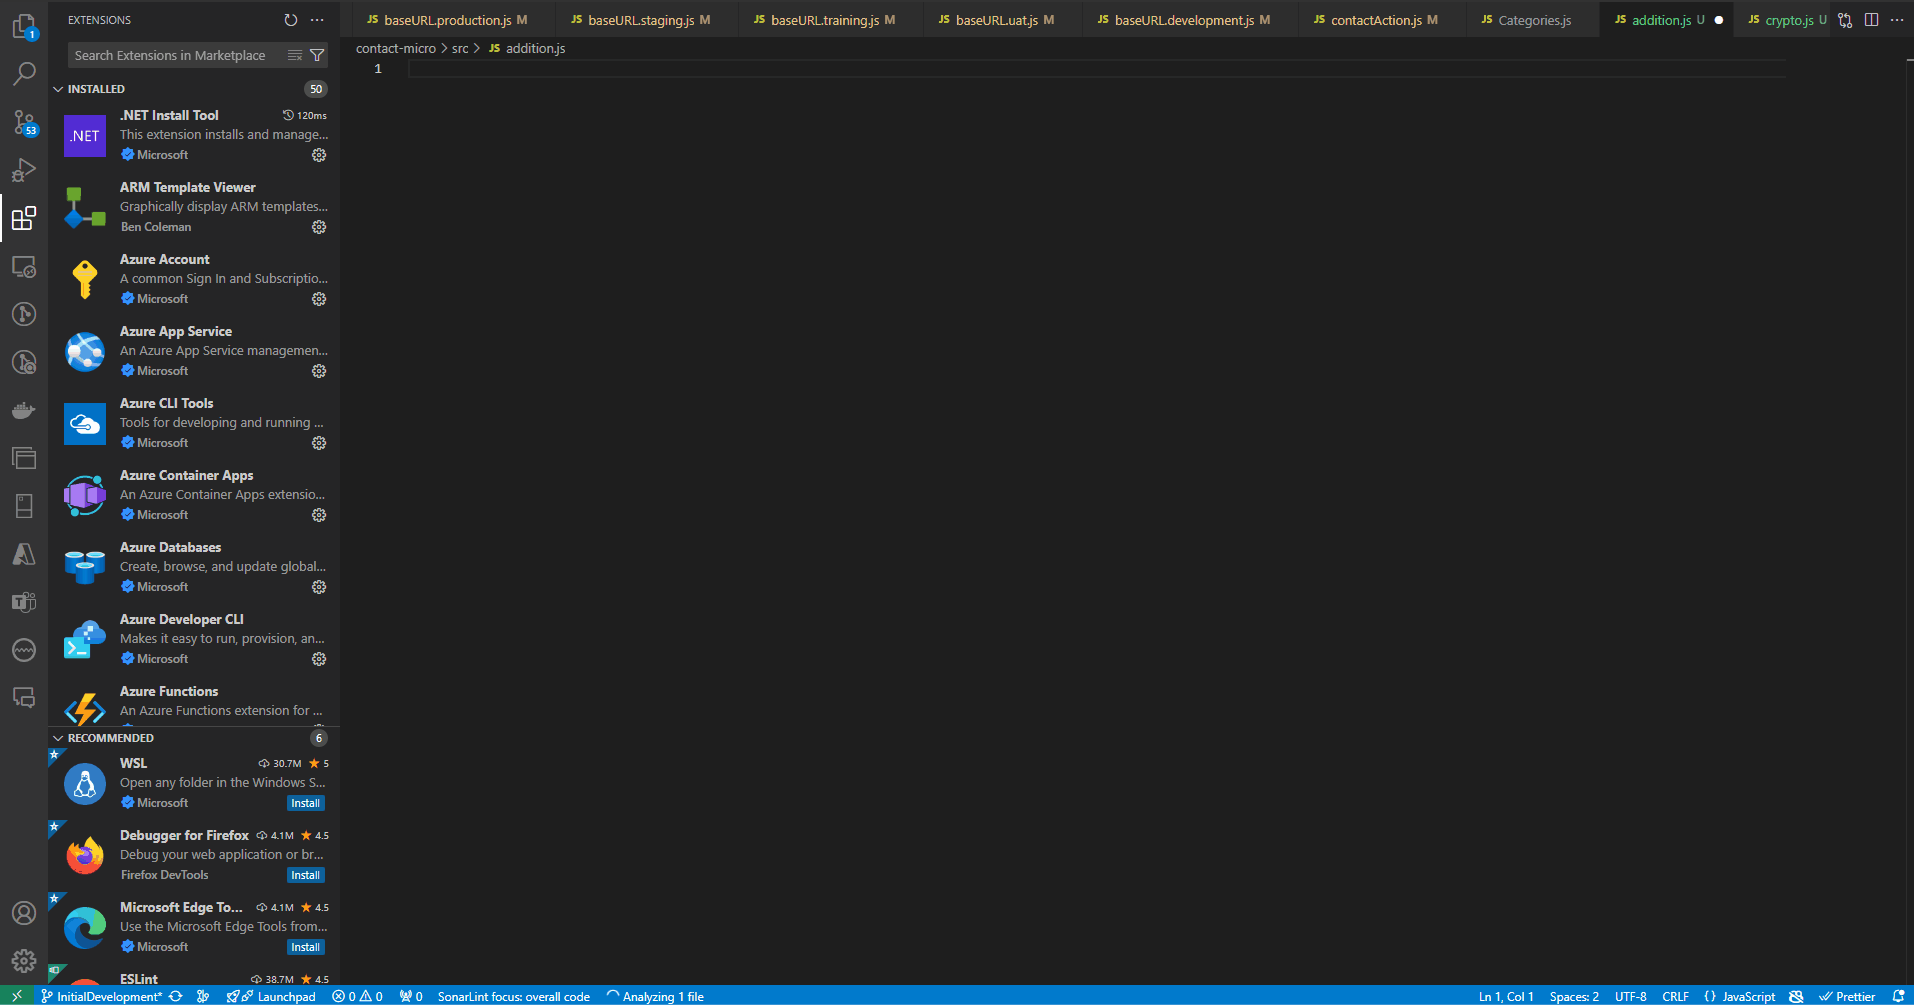 EXTENSIONS
JS baseURL.production.js M JS baseURL.staging.js M JS baseURL.training.js M JS baseURL.uat.js M JS baseURL.development.js M JS contactAction.js M JS Categories.js JS addition.js U JS crypto.js U
contact-micro > src > JS addition.js
1
1
53
Search Extensions in Marketplace
INSTALLED 50
.NET
.NET Install Tool 120ms
This extension installs and manage...
Microsoft
ARM Template Viewer
Graphically display ARM templates...
Ben Coleman
Azure Account
A common Sign In and Subscriptio...
Microsoft
Azure App Service
An Azure App Service managemen...
Microsoft
Azure CLI Tools
Tools for developing and running ...
Microsoft
Azure Container Apps
An Azure Container Apps extensio...
Microsoft
Azure Databases
Create, browse, and update global...
Microsoft
Azure Developer CLI
Makes it easy to run, provision, an...
Microsoft
Azure Functions
An Azure Functions extension for ...
RECOMMENDED 6
WSL 30.7M ★ 5
Open any folder in the Windows S...
Microsoft Install
Debugger for Firefox 4.1M ★ 4.5
Debug your web application or br...
Firefox DevTools Install
Microsoft Edge To... 4.1M ★ 4.5
Use the Microsoft Edge Tools from...
Microsoft Install
ESLint 38.7M ★ 4.5
InitialDevelopment* Launchpad 0 0 0 SonarLint focus: overall code Analyzing 1 file Ln 1, Col 1 Spaces: 2 UTF-8 CRLF {} JavaScript Prettier